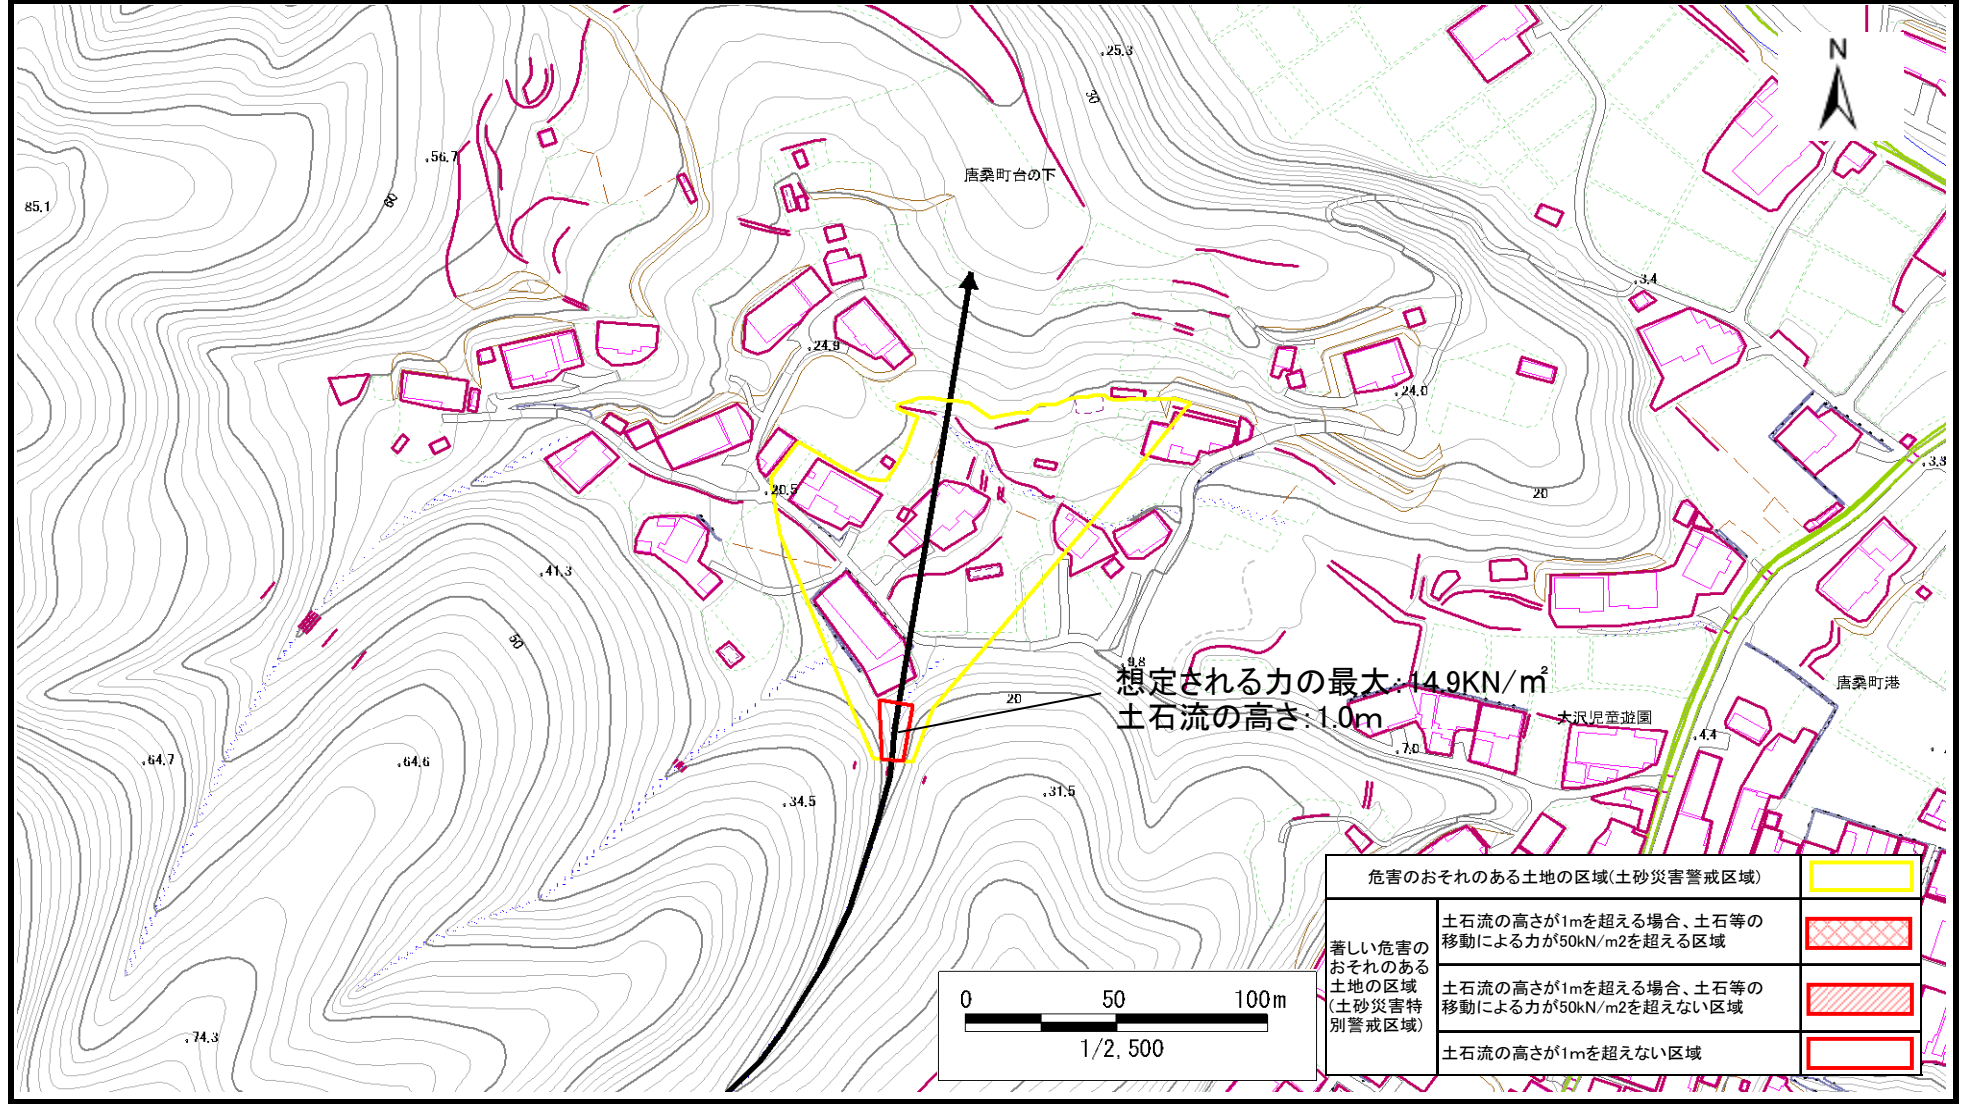 N
.25.3
30
.56.7
85.1
60
唐桑町台の下
.3.4
.24.9
.24.0
.3.8
.20.5
20
.41.3
50
.9.8
想定される力の最大:14.9KN/㎡
土石流の高さ:1.0m
唐桑町港
20
大沢児童遊園
.4.4
.7.0
.64.7
.64.6
.34.5
.31.5
.74.3
0 50 100m
1/2,500
危害のおそれのある土地の区域(土砂災害警戒区域)
著しい危害の
おそれのある
土地の区域
(土砂災害特
別警戒区域)
土石流の高さが1mを超える場合、土石等の
移動による力が50kN/m2を超える区域
土石流の高さが1mを超える場合、土石等の
移動による力が50kN/m2を超えない区域
土石流の高さが1mを超えない区域